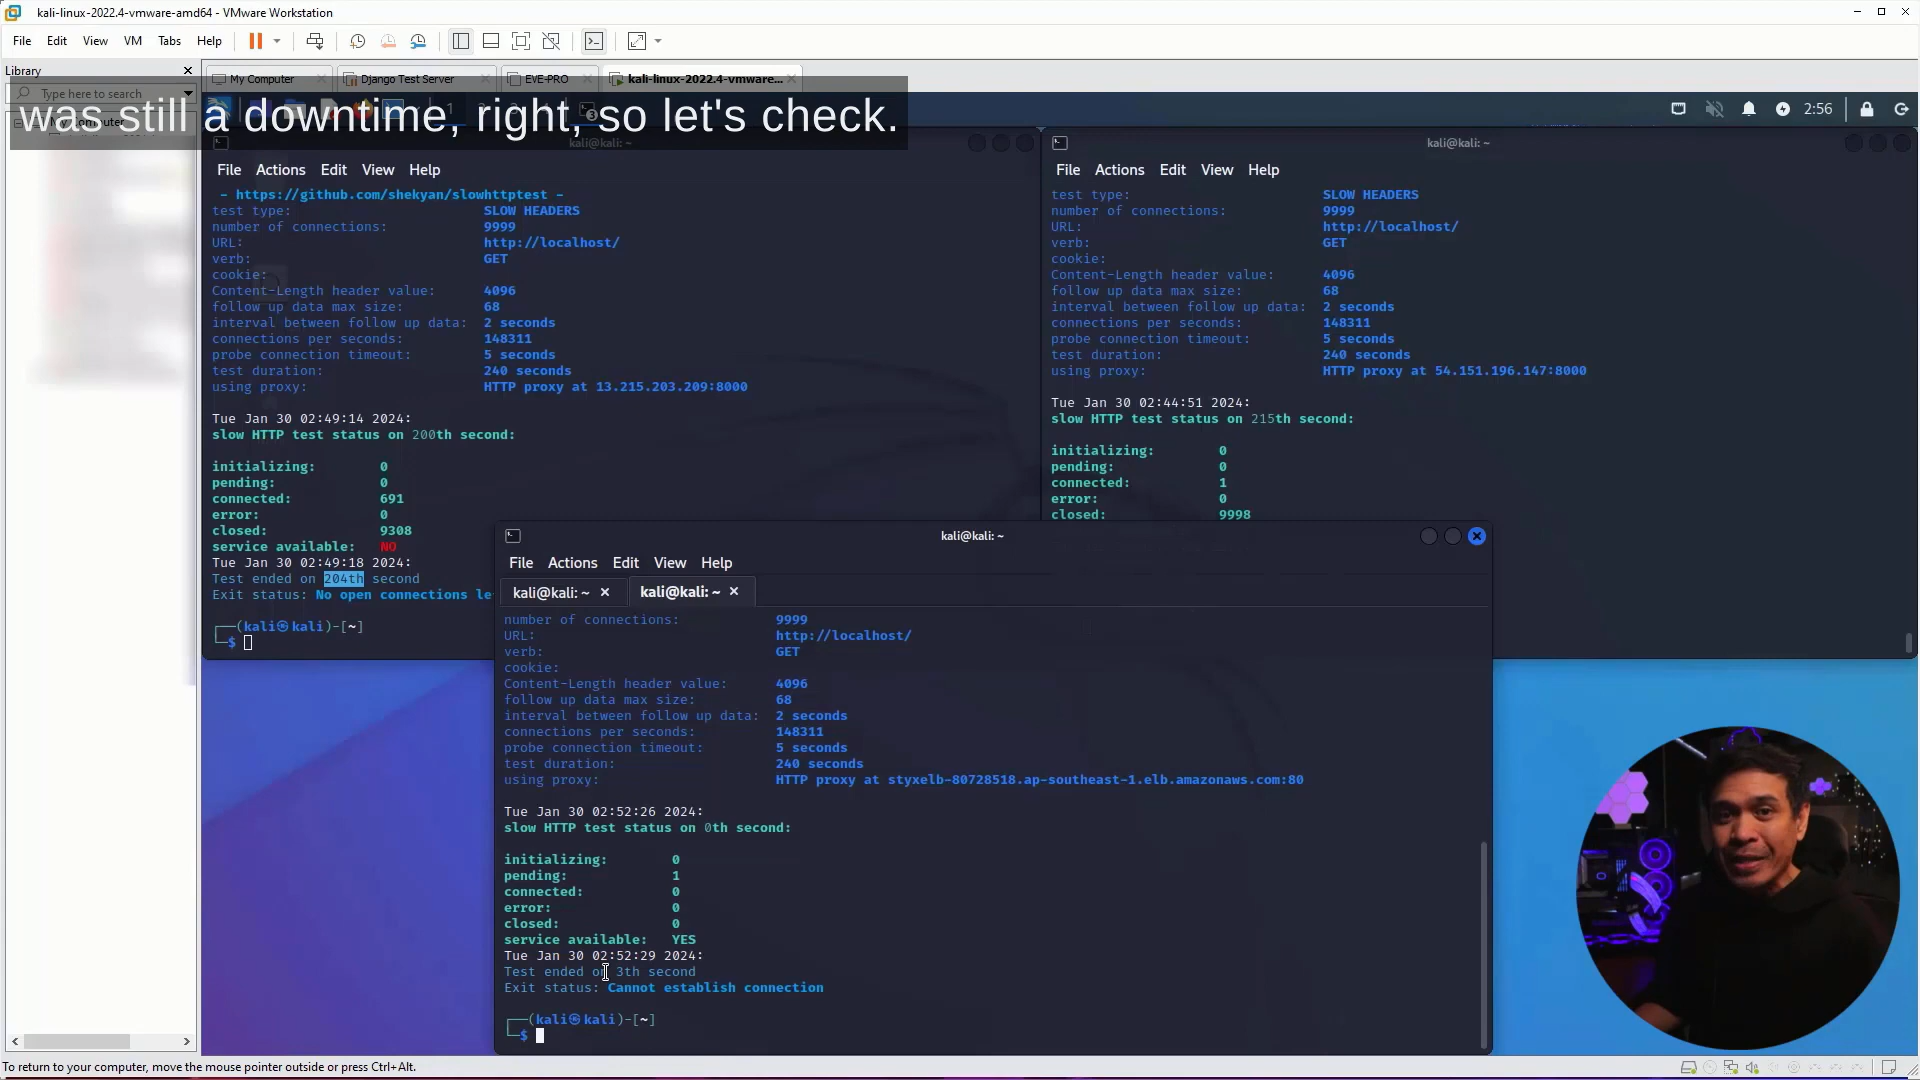 kali-linux-2022.4-vmware-amd64 - VMware Workstation
File Edit View VM Tabs Help
Library
My Computer Django Test Server EVE-PRO kali-linux-2022.4-vmware...
Type here to search
My Computer
was still a downtime, right, so let's check.
2:56
kali@kali: ~
File Actions Edit View Help
- https://github.com/shekyan/slowhttptest -
test type: SLOW HEADERS
number of connections: 9999
URL: http://localhost/
verb: GET
cookie:
Content-Length header value: 4096
follow up data max size: 68
interval between follow up data: 2 seconds
connections per seconds: 148311
probe connection timeout: 5 seconds
test duration: 240 seconds
using proxy: HTTP proxy at 13.215.203.209:8000
Tue Jan 30 02:49:14 2024:
slow HTTP test status on 200th second:
initializing: 0
pending: 0
connected: 691
error: 0
closed: 9308
service available: NO
Tue Jan 30 02:49:18 2024:
Test ended on 204th second
Exit status: No open connections le
(kali㉿kali)-[~]
$
kali@kali: ~
File Actions Edit View Help
test type: SLOW HEADERS
number of connections: 9999
URL: http://localhost/
verb: GET
cookie:
Content-Length header value: 4096
follow up data max size: 68
interval between follow up data: 2 seconds
connections per seconds: 148311
probe connection timeout: 5 seconds
test duration: 240 seconds
using proxy: HTTP proxy at 54.151.196.147:8000
Tue Jan 30 02:44:51 2024:
slow HTTP test status on 215th second:
initializing: 0
pending: 0
connected: 1
error: 0
closed: 9998
kali@kali: ~
File Actions Edit View Help
kali@kali: ~ kali@kali: ~
number of connections: 9999
URL: http://localhost/
verb: GET
cookie:
Content-Length header value: 4096
follow up data max size: 68
interval between follow up data: 2 seconds
connections per seconds: 148311
probe connection timeout: 5 seconds
test duration: 240 seconds
using proxy: HTTP proxy at styxelb-80728518.ap-southeast-1.elb.amazonaws.com:80
Tue Jan 30 02:52:26 2024:
slow HTTP test status on 0th second:
initializing: 0
pending: 1
connected: 0
error: 0
closed: 0
service available: YES
Tue Jan 30 02:52:29 2024:
Test ended on 3th second
Exit status: Cannot establish connection
(kali㉿kali)-[~]
$
To return to your computer, move the mouse pointer outside or press Ctrl+Alt.